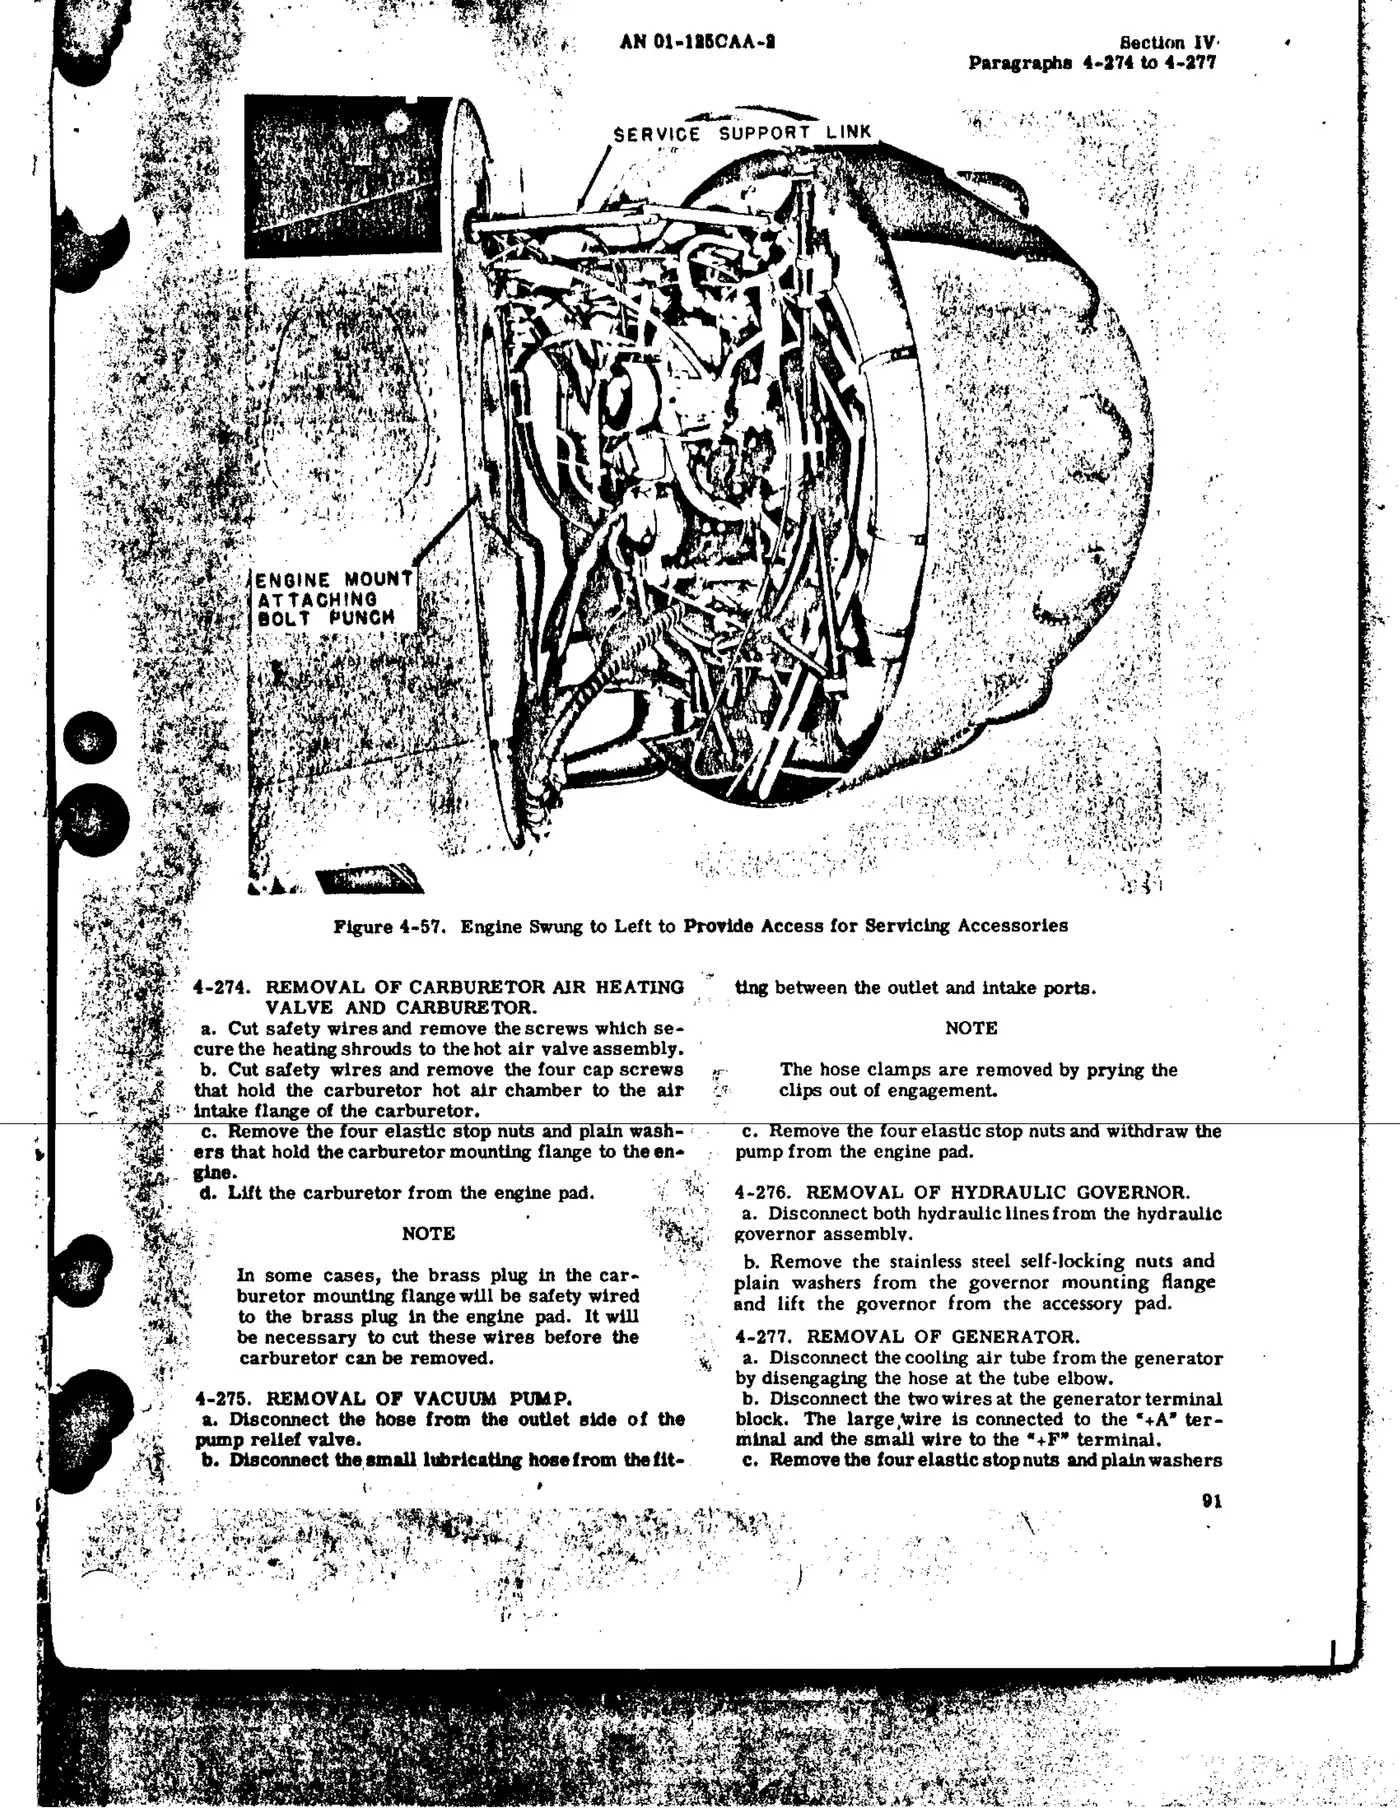 AN 01-125CAA-2
Section IV
Paragraphs 4-274 to 4-277
SERVICE SUPPORT LINK
ENGINE MOUNT
ATTACHING
BOLT PUNCH
Figure 4-57. Engine Swung to Left to Provide Access for Servicing Accessories
4-274. REMOVAL OF CARBURETOR AIR HEATING
VALVE AND CARBURETOR.
a. Cut safety wires and remove the screws which se-
cure the heating shrouds to the hot air valve assembly.
b. Cut safety wires and remove the four cap screws
that hold the carburetor hot air chamber to the air
intake flange of the carburetor.
c. Remove the four elastic stop nuts and plain wash-
ers that hold the carburetor mounting flange to the en-
gine.
d. Lift the carburetor from the engine pad.
NOTE
In some cases, the brass plug in the car-
buretor mounting flange will be safety wired
to the brass plug in the engine pad. It will
be necessary to cut these wires before the
carburetor can be removed.
4-275. REMOVAL OF VACUUM PUMP.
a. Disconnect the hose from the outlet side of the
pump relief valve.
b. Disconnect the small lubricating hose from the fit-
ting between the outlet and intake ports.
NOTE
The hose clamps are removed by prying the
clips out of engagement.
c. Remove the four elastic stop nuts and withdraw the
pump from the engine pad.
4-276. REMOVAL OF HYDRAULIC GOVERNOR.
a. Disconnect both hydraulic lines from the hydraulic
governor assembly.
b. Remove the stainless steel self-locking nuts and
plain washers from the governor mounting flange
and lift the governor from the accessory pad.
4-277. REMOVAL OF GENERATOR.
a. Disconnect the cooling air tube from the generator
by disengaging the hose at the tube elbow.
b. Disconnect the two wires at the generator terminal
block. The large wire is connected to the "+A" ter-
minal and the small wire to the "+F" terminal.
c. Remove the four elastic stop nuts and plain washers
91